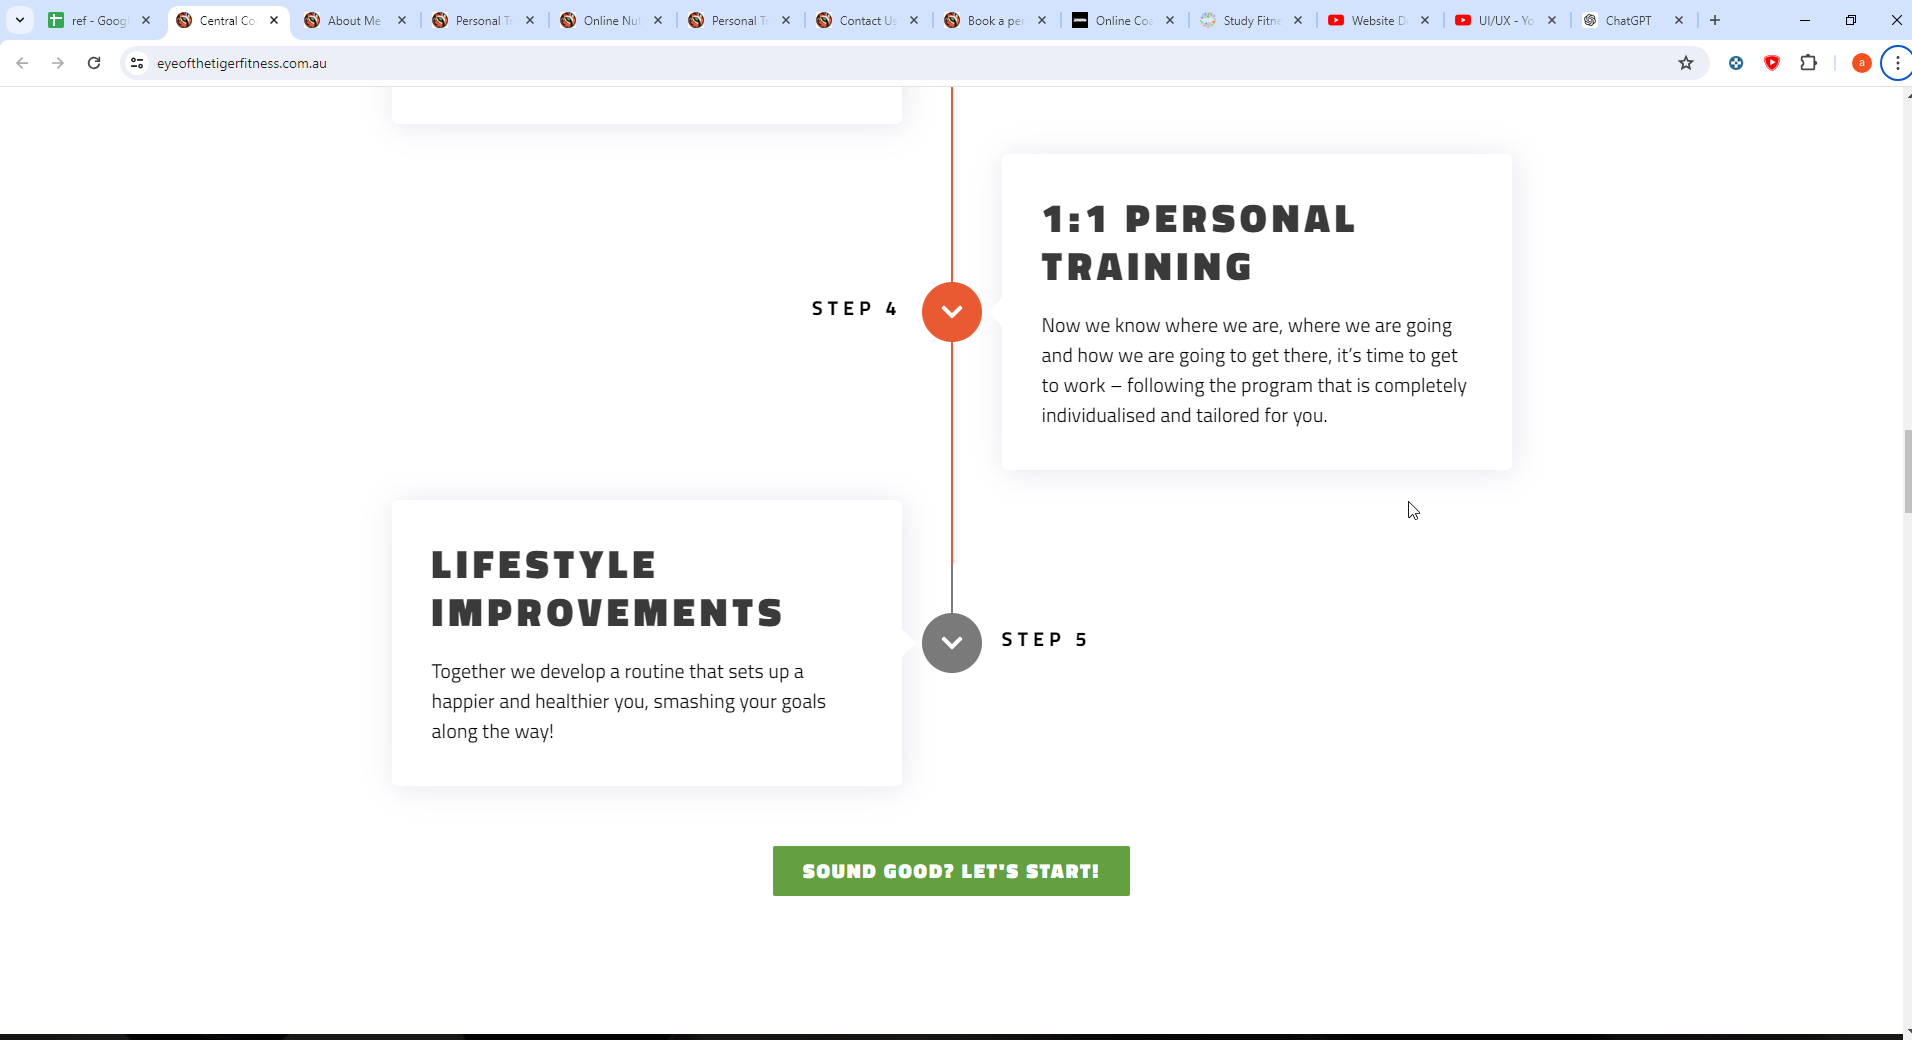 ref - Goog
Central Co
About Me
Personal T
Online Nut
Personal T
Contact Us
Book a per
Online Coa
Study Fitne
Website D
UI/UX - Yo
ChatGPT
eyeofthetigerfitness.com.au
a
1:1 PERSONAL
TRAINING
STEP 4
Now we know where we are, where we are going
and how we are going to get there, it’s time to get
to work – following the program that is completely
individualised and tailored for you.
LIFESTYLE
IMPROVEMENTS
STEP 5
Together we develop a routine that sets up a
happier and healthier you, smashing your goals
along the way!
SOUND GOOD? LET'S START!